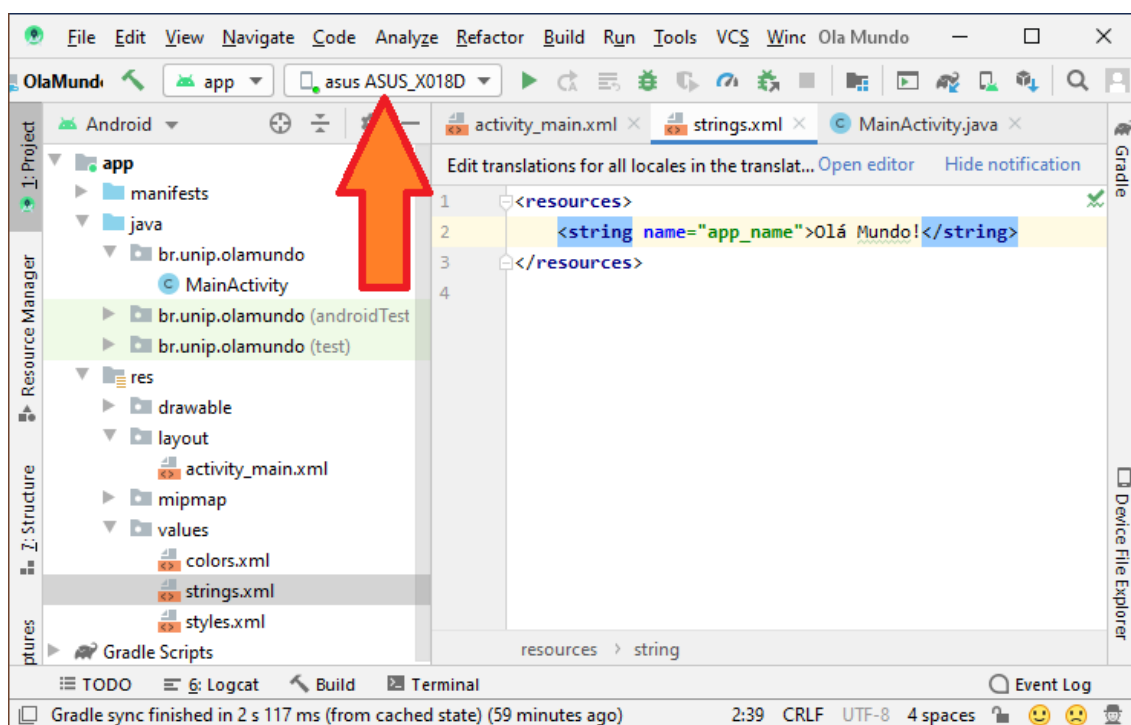 File Edit View Navigate Code Analyze Refactor Build Run Tools VCS Winc Ola Mundo
OlaMund app asus ASUS_X018D
1: Project
Resource Manager
7: Structure
ptures
Android
app
manifests
java
br.unip.olamundo
MainActivity
br.unip.olamundo (androidTest
br.unip.olamundo (test)
res
drawable
layout
activity_main.xml
mipmap
values
colors.xml
strings.xml
styles.xml
Gradle Scripts
activity_main.xml strings.xml MainActivity.java
Edit translations for all locales in the translat... Open editor Hide notification
1 <resources>
2 <string name="app_name">Olá Mundo!</string>
3 </resources>
4
resources > string
Gradle
Device File Explorer
TODO 6: Logcat Build Terminal Event Log
Gradle sync finished in 2 s 117 ms (from cached state) (59 minutes ago) 2:39 CRLF UTF-8 4 spaces